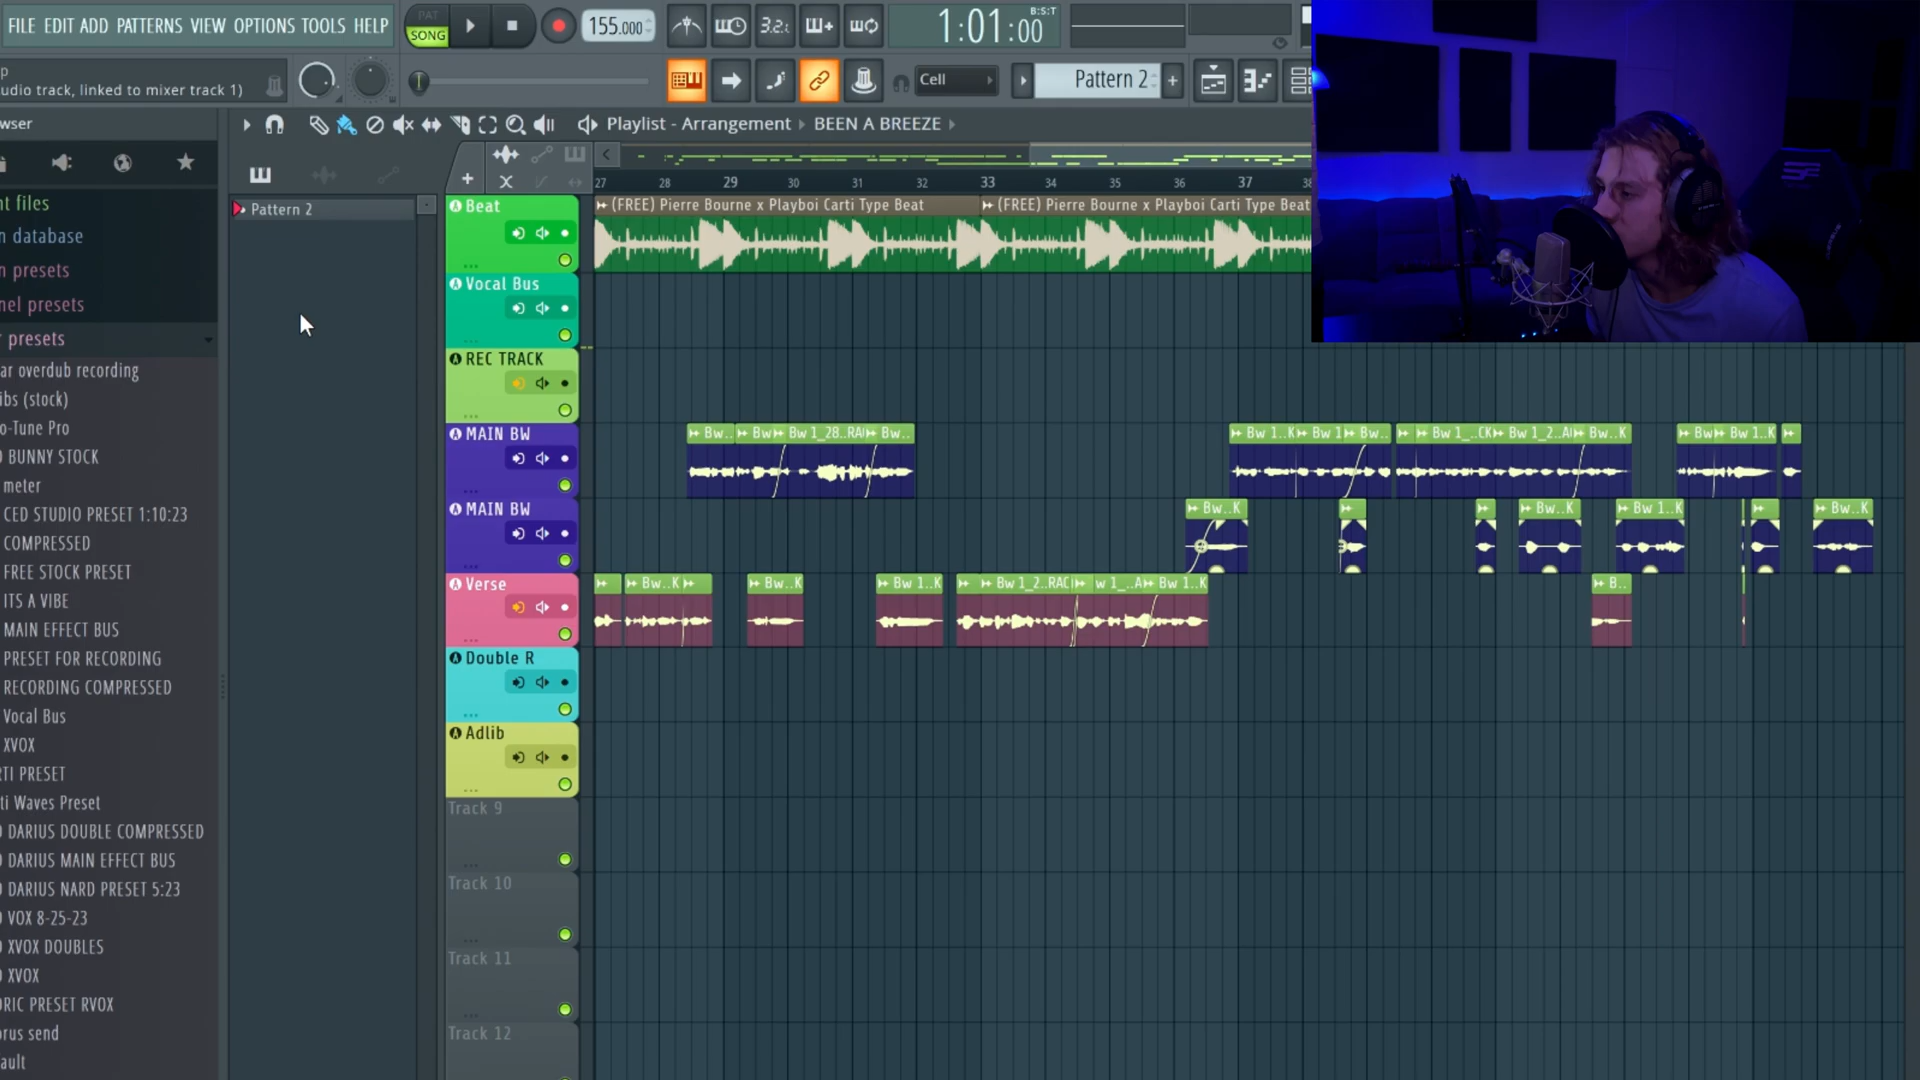 FILE EDIT ADD PATTERNS VIEW OPTIONS TOOLS HELP
PAT
SONG
155.000
3.2:
1:01:00
B:S:T
p
udio track, linked to mixer track 1)
Cell
Pattern 2
wser
Playlist - Arrangement
BEEN A BREEZE
27 28 29 30 31 32 33 34 35 36 37 38
nt files
n database
n presets
nel presets
r presets
ar overdub recording
ibs (stock)
o-Tune Pro
D BUNNY STOCK
meter
CED STUDIO PRESET 1:10:23
COMPRESSED
FREE STOCK PRESET
ITS A VIBE
MAIN EFFECT BUS
PRESET FOR RECORDING
RECORDING COMPRESSED
Vocal Bus
XVOX
RTI PRESET
ti Waves Preset
D DARIUS DOUBLE COMPRESSED
D DARIUS MAIN EFFECT BUS
D DARIUS NARD PRESET 5:23
D VOX 8-25-23
D XVOX DOUBLES
D XVOX
DRIC PRESET RVOX
orus send
ault
Pattern 2
Beat
(FREE) Pierre Bourne x Playboi Carti Type Beat
(FREE) Pierre Bourne x Playboi Carti Type Beat
Vocal Bus
REC TRACK
MAIN BW
Bw..
Bw
Bw 1_28..RA
Bw..
Bw 1..K
Bw 1
Bw..
Bw 1_..CK
Bw 1_2..A
Bw..K
Bw
Bw 1..K
MAIN BW
Bw..K
Bw..K
Bw 1..K
Bw..K
Verse
Bw..K
Bw..K
Bw 1..K
Bw 1_2..RAC
w 1_..A
Bw 1..K
B..
Double R
Adlib
Track 9
Track 10
Track 11
Track 12